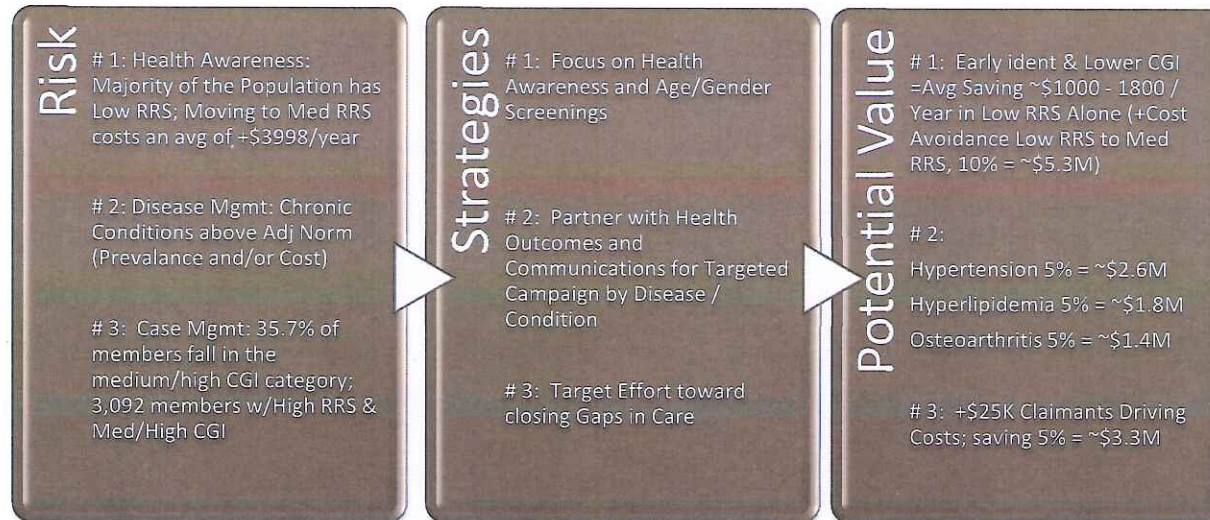 Risk
# 1: Health Awareness:
Majority of the Population has
Low RRS; Moving to Med RRS
costs an avg of +$3998/year
# 2: Disease Mgmt: Chronic
Conditions above Adj Norm
(Prevalance and/or Cost)
# 3: Case Mgmt: 35.7% of
members fall in the
medium/high CGI category;
3,092 members w/High RRS &
Med/High CGI
Strategies
# 1: Focus on Health
Awareness and Age/Gender
Screenings
# 2: Partner with Health
Outcomes and
Communications for Targeted
Campaign by Disease /
Condition
# 3: Target Effort toward
closing Gaps in Care
Potential Value
# 1: Early ident & Lower CGI
=Avg Saving ~$1000 - 1800 /
Year in Low RRS Alone (+Cost
Avoidance Low RRS to Med
RRS, 10% = ~$5.3M)
# 2:
Hypertension 5% = ~$2.6M
Hyperlipidemia 5% = ~$1.8M
Osteoarthritis 5% = ~$1.4M
# 3: +$25K Claimants Driving
Costs; saving 5% = ~$3.3M